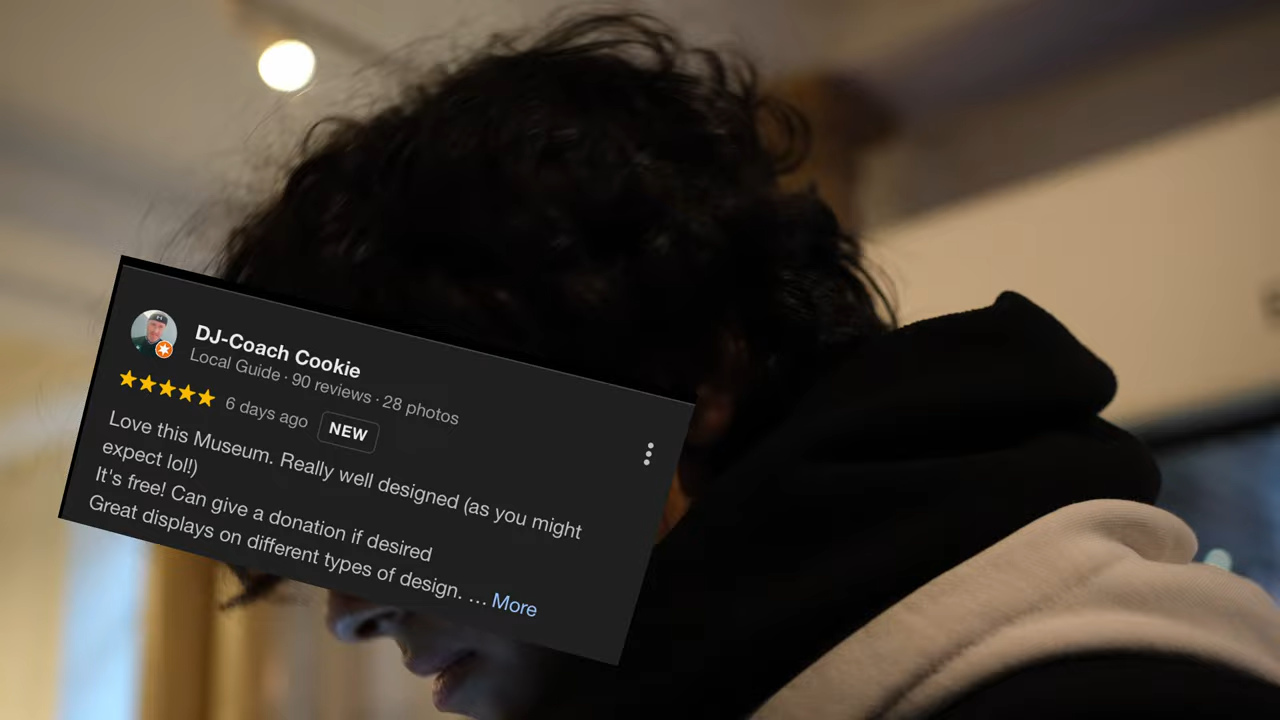 DJ-Coach Cookie
Local Guide · 90 reviews · 28 photos
6 days ago NEW
Love this Museum. Really well designed (as you might
expect lol!)
It's free! Can give a donation if desired
Great displays on different types of design. ... More